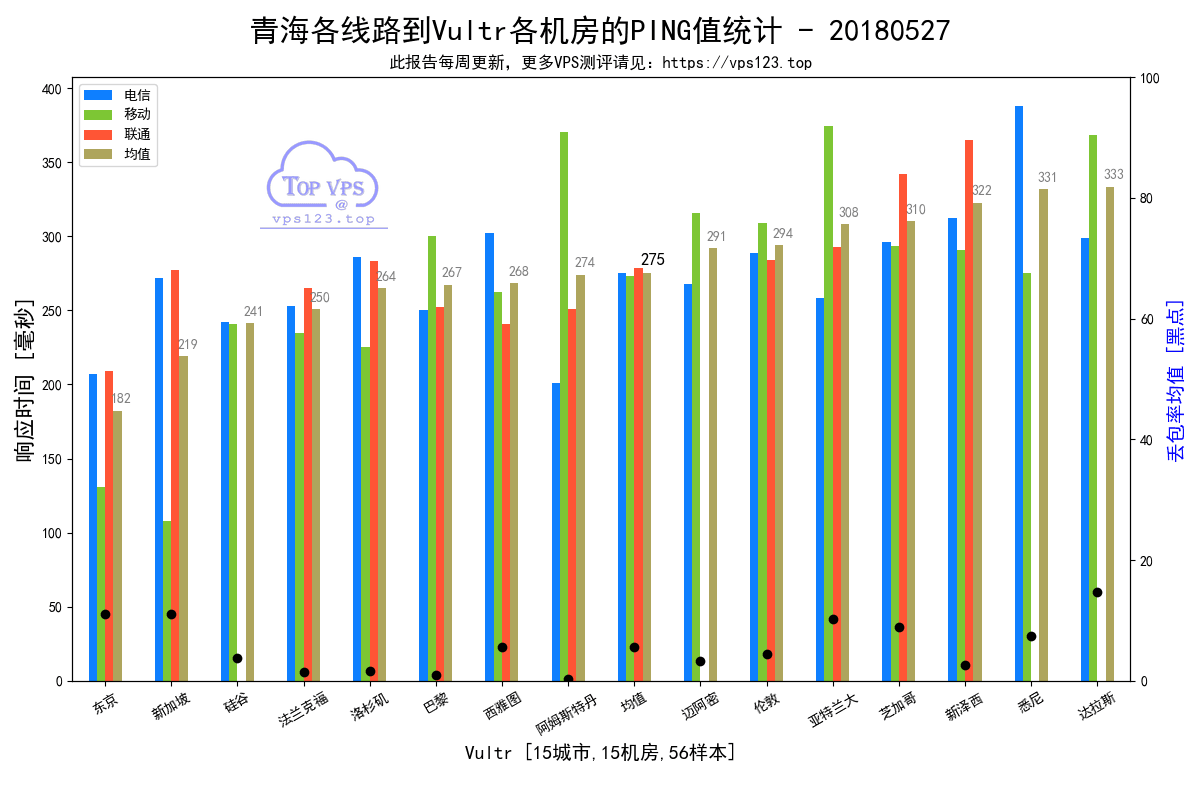 青海各线路到Vultr各机房的PING值统计 - 20180527
此报告每周更新，更多VPS测评请见：https://vps123.top
电信
移动
联通
均值
TOP VPS
@
vps123.top
响应时间 [毫秒]
400
350
300
250
200
150
100
50
0
182
219
241
250
264
267
268
274
275
291
294
308
310
322
331
333
100
80
60
40
20
0
丢包率均值 [黑点]
东京
新加坡
硅谷
法兰克福
洛杉矶
巴黎
西雅图
阿姆斯特丹
均值
迈阿密
伦敦
亚特兰大
芝加哥
新泽西
悉尼
达拉斯
Vultr [15城市,15机房,56样本]